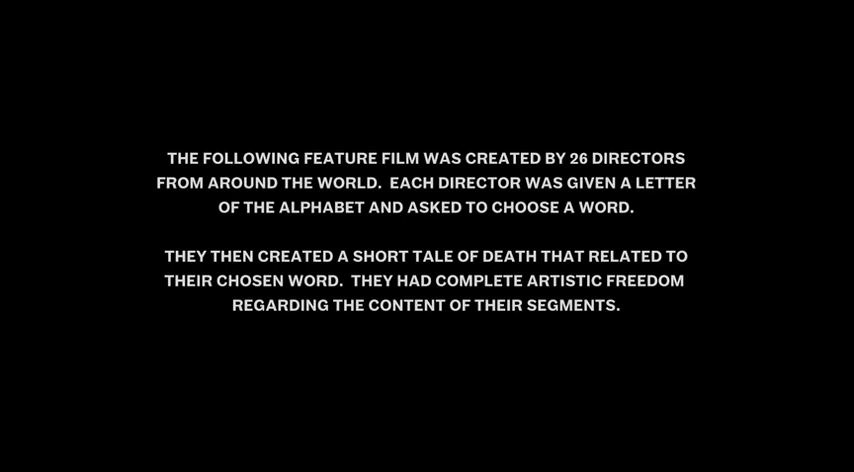 THE FOLLOWING FEATURE FILM WAS CREATED BY 26 DIRECTORS
FROM AROUND THE WORLD.  EACH DIRECTOR WAS GIVEN A LETTER
OF THE ALPHABET AND ASKED TO CHOOSE A WORD.
THEY THEN CREATED A SHORT TALE OF DEATH THAT RELATED TO
THEIR CHOSEN WORD.  THEY HAD COMPLETE ARTISTIC FREEDOM
REGARDING THE CONTENT OF THEIR SEGMENTS.